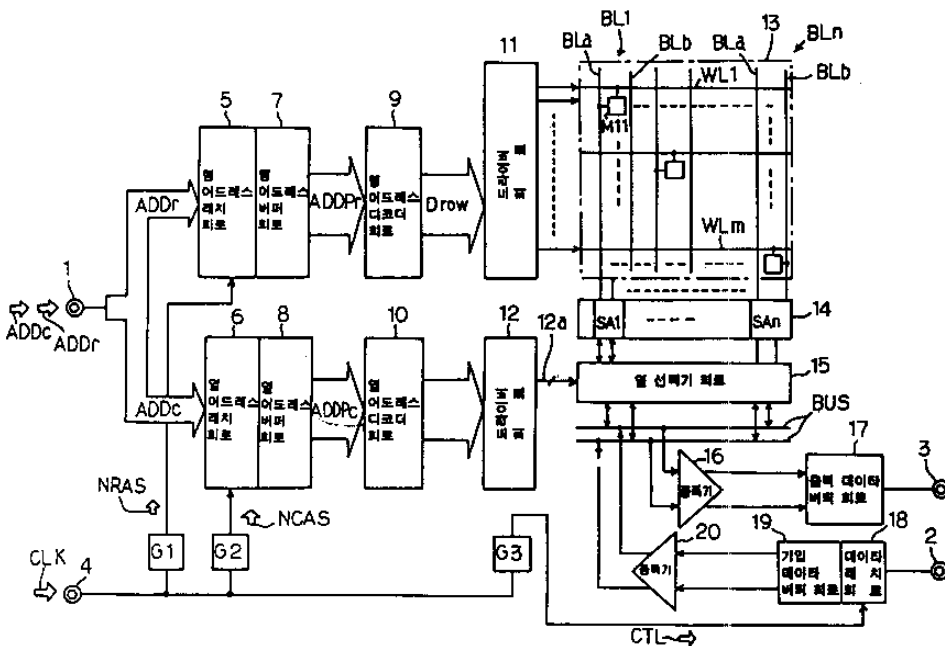 BL1
13
BLn
BLa
BLb
BLa
BLb
11
WL1
M11
5
7
9
행
어드레스
래치
회로
행
어드레스
버퍼
회로
ADDPr
행
어드레스
디코더
회로
Drow
드라이버
회로
ADDr
WLm
1
ADDc
ADDr
6
8
10
12
12a
SA1
SAn
14
ADDc
열
어드레스
래치
회로
열
어드레스
버퍼
회로
ADDPc
열
어드레스
디코더
회로
드라이버
회로
열 선택기 회로
15
BUS
16
17
3
증폭기
출력 데이타
버퍼 회로
NRAS
NCAS
20
19
18
2
CLK
4
G1
G2
G3
증폭기
기입
데이타
버퍼 회로
데이타
래치
회로
CTL